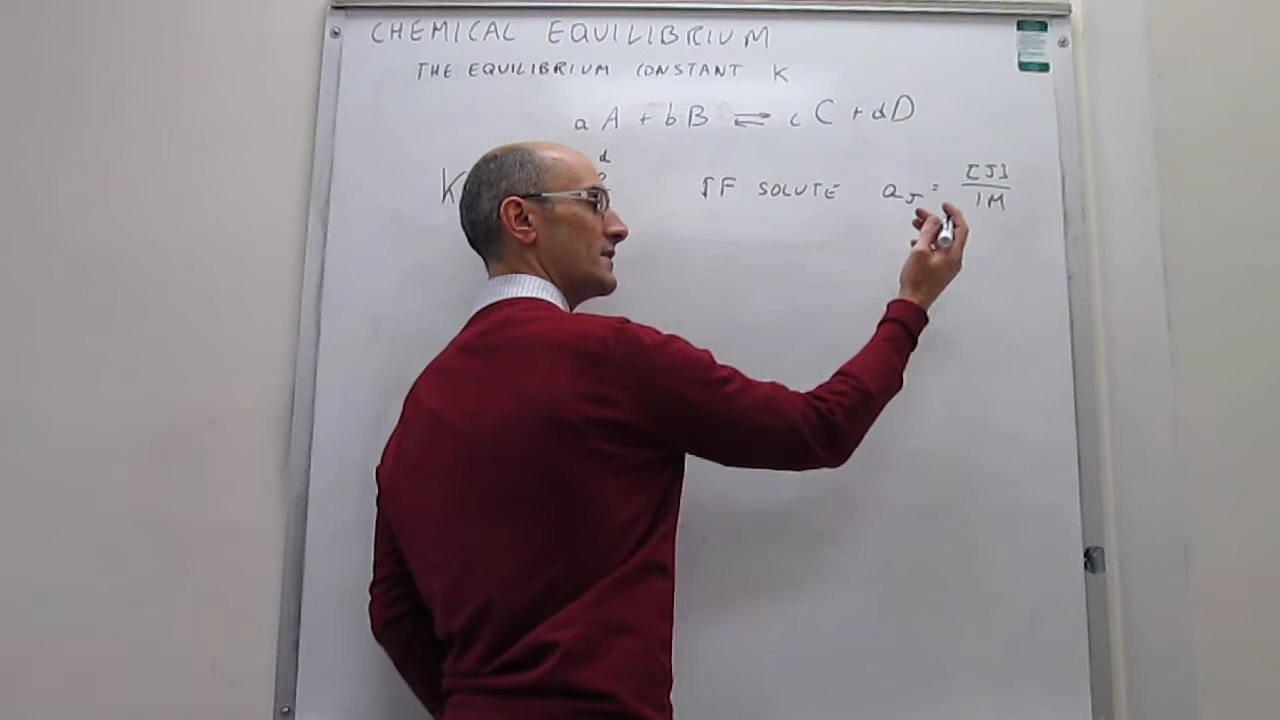 CHEMICAL EQUILIBRIUM
THE EQUILIBRIUM CONSTANT K
a A + b B ⇌ c C + d D
K d IF SOLUTE a_J = [J] / 1M